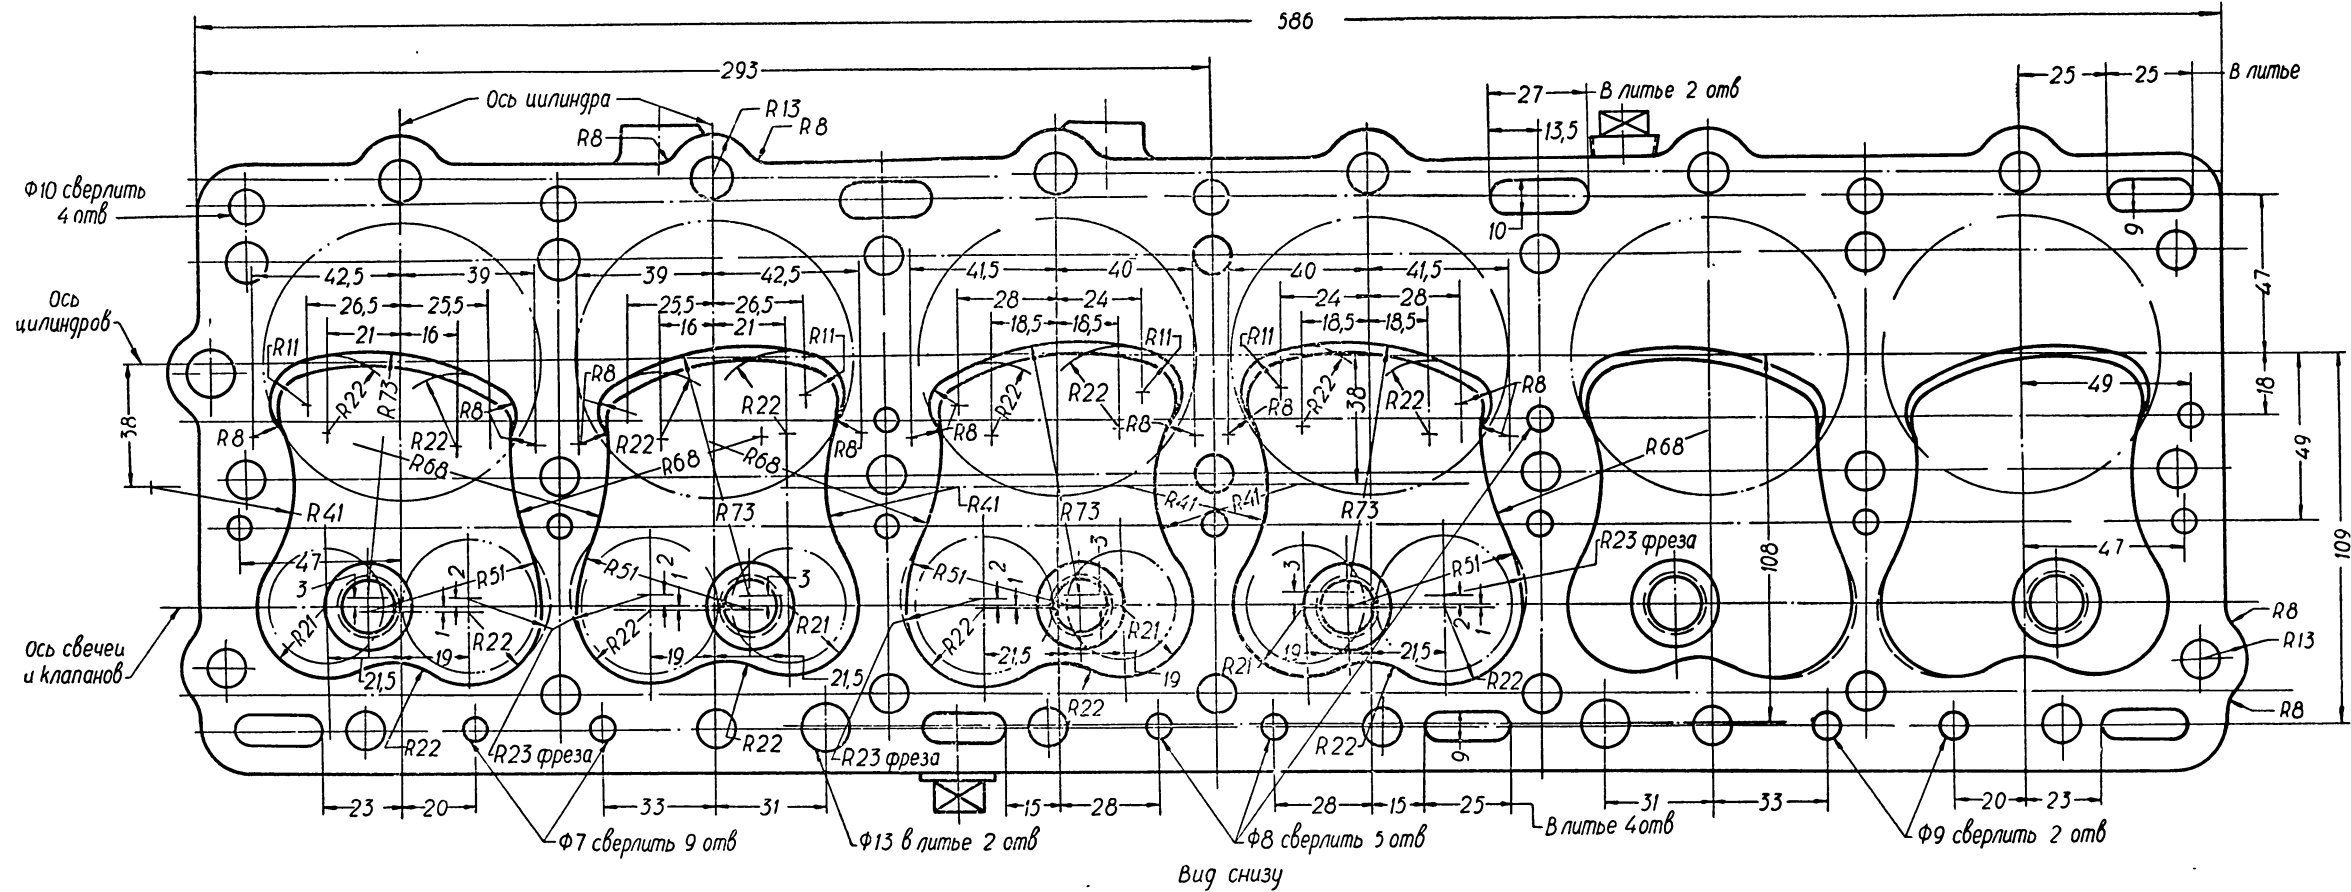 586
293
25 25 В литье
27 В литье 2 отв
Ось цилиндра
R13
R8 R8
13,5
Ф10 сверлить
4 отв
10
9
42,5 39 39 42,5 41,5 40 40 41,5
47
Ось
цилиндров
26,5 25,5 25,5 26,5 28 24 24 28
21 16 16 21 18,5 18,5 18,5 18,5
R11 R11 R11 R11
R22 R73 R8 R8 R22 R22 R22 38 R22 R8
49 18
38
R8 R22 R22 R8 R8 R8 R8
R68 R68 R68 R68
49
R41 R73 R41 R73 R41 R41 R73
R23 фреза
108
109
47 47
3 2 R51 R51 2 1 3 R51 2 1 3 3 R51
1 2 1
R21 R22 R22 R21 R22 R21 R21 R22
Ось свечей
и клапанов
19 21,5 19 21,5 21,5 19 19 21,5
R8
R13
R8
R22 R23 фреза R22 R23 фреза R22 R22 9
23 20 33 31 15 28 28 15 25 31 33 20 23
Ф7 сверлить 9 отв
Ф13 в литье 2 отв
Ф8 сверлить 5 отв
В литье 4 отв
Ф9 сверлить 2 отв
Вид снизу